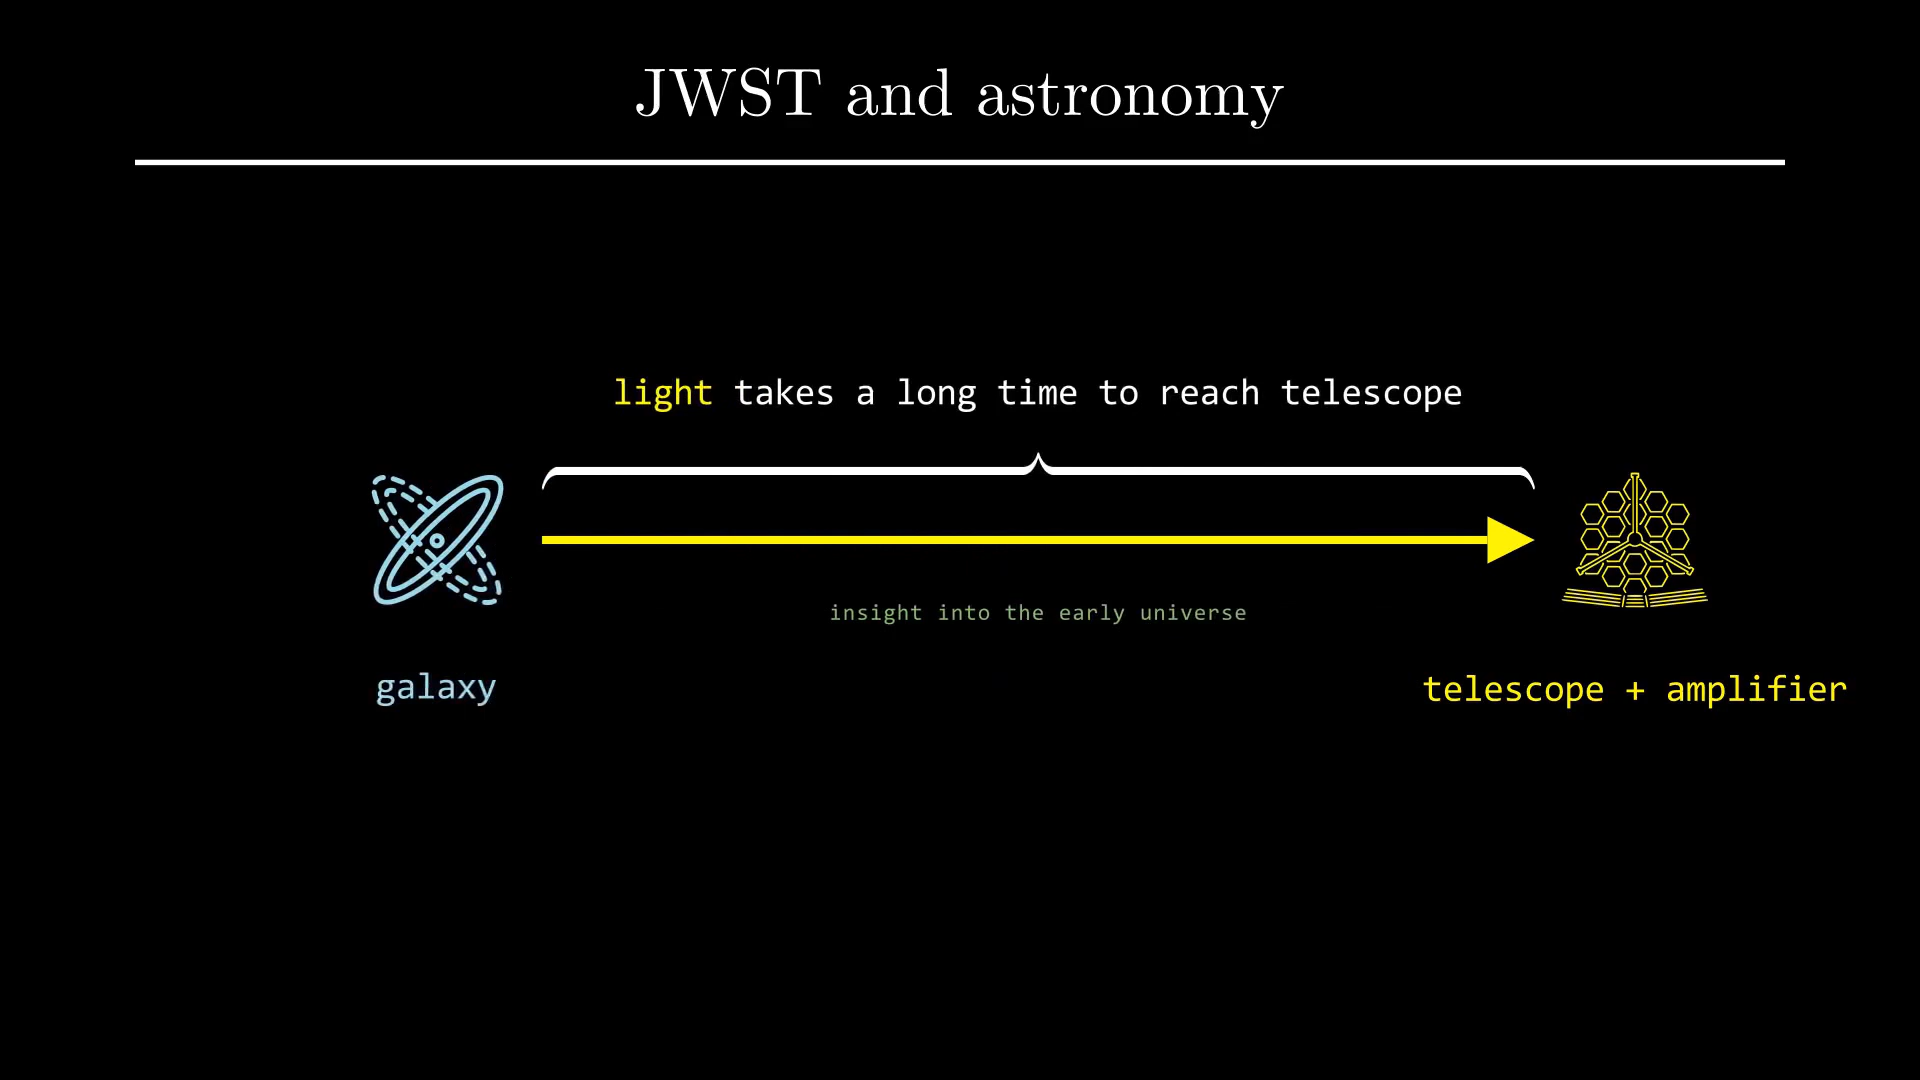 JWST and astronomy
light takes a long time to reach telescope
insight into the early universe
galaxy
telescope + amplifier